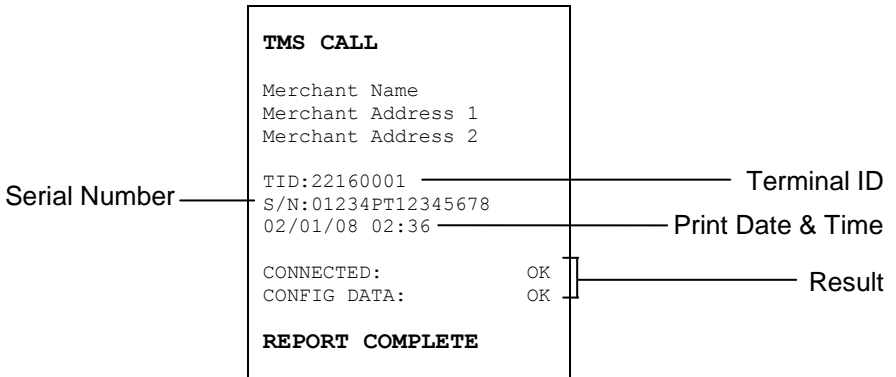 TMS CALL
Merchant Name
Merchant Address 1
Merchant Address 2
TID:22160001
Terminal ID
Serial Number
S/N:01234PT12345678
02/01/08 02:36
Print Date & Time
CONNECTED: OK
CONFIG DATA: OK
Result
REPORT COMPLETE